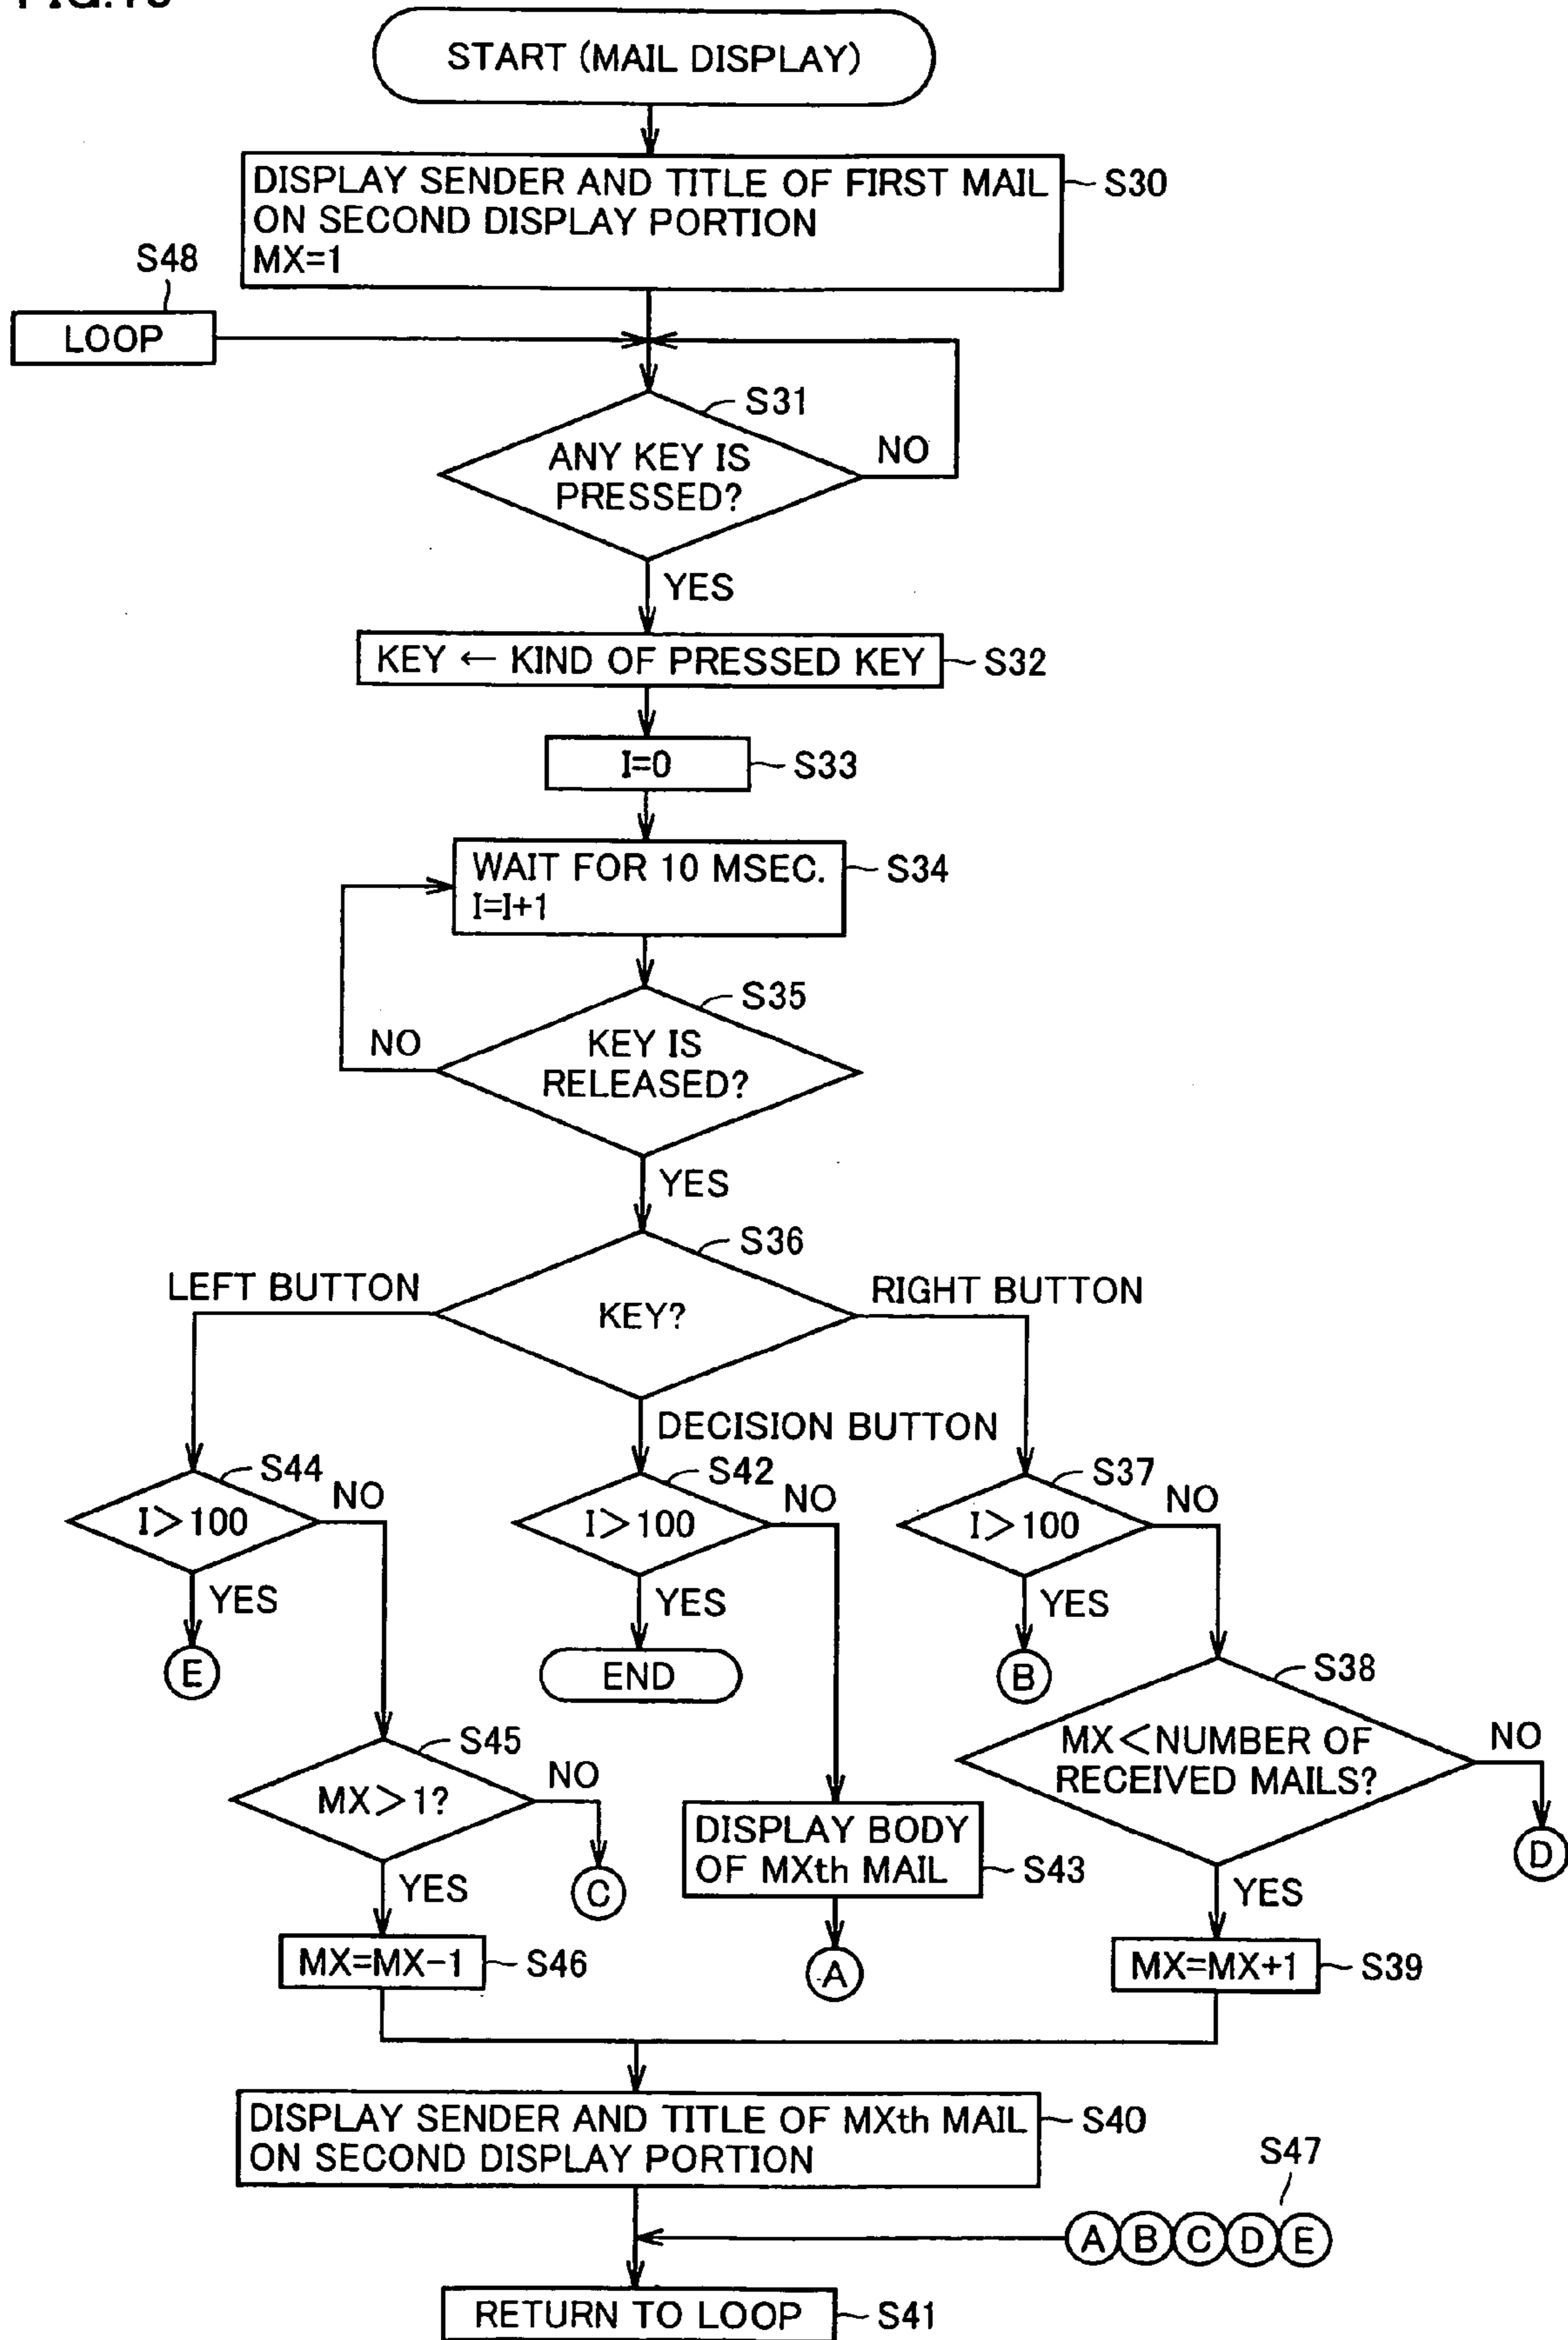 START (MAIL DISPLAY)
DISPLAY SENDER AND TITLE OF FIRST MAIL
ON SECOND DISPLAY PORTION
MX=1
S30
S48
LOOP
S31
ANY KEY IS
PRESSED?
NO
YES
KEY ← KIND OF PRESSED KEY
S32
I=0
S33
WAIT FOR 10 MSEC.
I=I+1
S34
S35
KEY IS
RELEASED?
NO
YES
S36
KEY?
LEFT BUTTON
RIGHT BUTTON
DECISION BUTTON
S44
I>100
NO
YES
E
S42
I>100
NO
YES
END
S37
I>100
NO
YES
B
S38
MX<NUMBER OF
RECEIVED MAILS?
NO
D
YES
S45
MX>1?
NO
C
YES
DISPLAY BODY
OF MXth MAIL
S43
A
MX=MX-1
S46
MX=MX+1
S39
DISPLAY SENDER AND TITLE OF MXth MAIL
ON SECOND DISPLAY PORTION
S40
S47
A B C D E
RETURN TO LOOP
S41